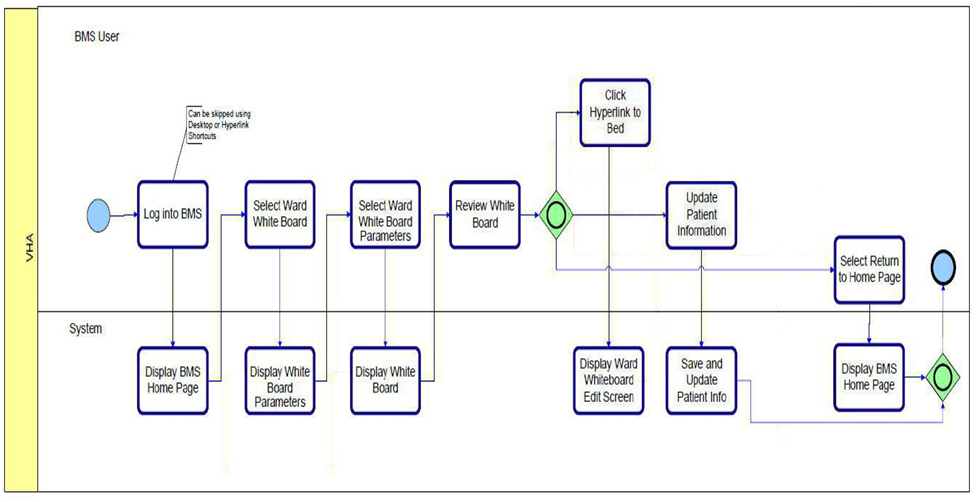 VHA
BMS User
Can be skipped using
Desktop or Hyperlink
Shortcuts
Click
Hyperlink to
Bed
Log into BMS
Select Ward
White Board
Select Ward
White Board
Parameters
Review White
Board
Update
Patient
Information
Select Return
to Home Page
System
Display BMS
Home Page
Display White
Board
Parameters
Display White
Board
Display Ward
Whiteboard
Edit Screen
Save and
Update
Patient Info
Display BMS
Home Page